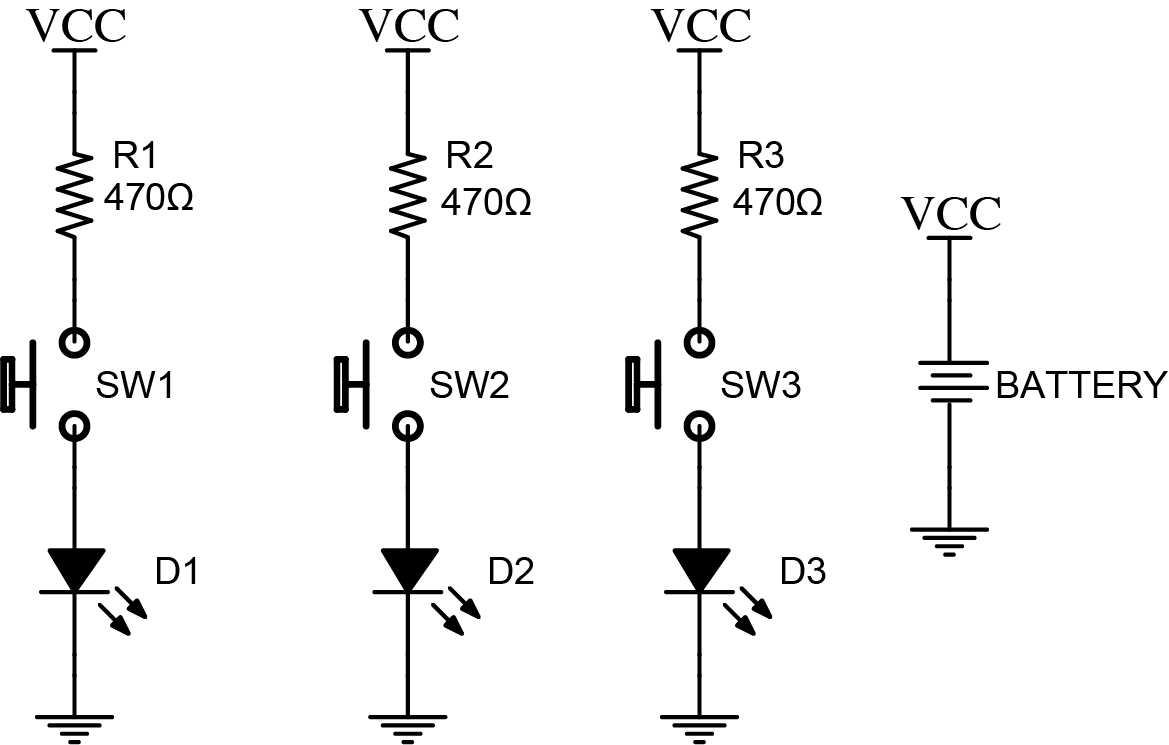 VCC
VCC
VCC
R1
470Ω
R2
470Ω
R3
470Ω
VCC
SW1
SW2
SW3
BATTERY
D1
D2
D3